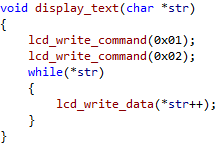 void display_text(char *str)
{
    lcd_write_command(0x01);
    lcd_write_command(0x02);
    while(*str)
    {
        lcd_write_data(*str++);
    }
}